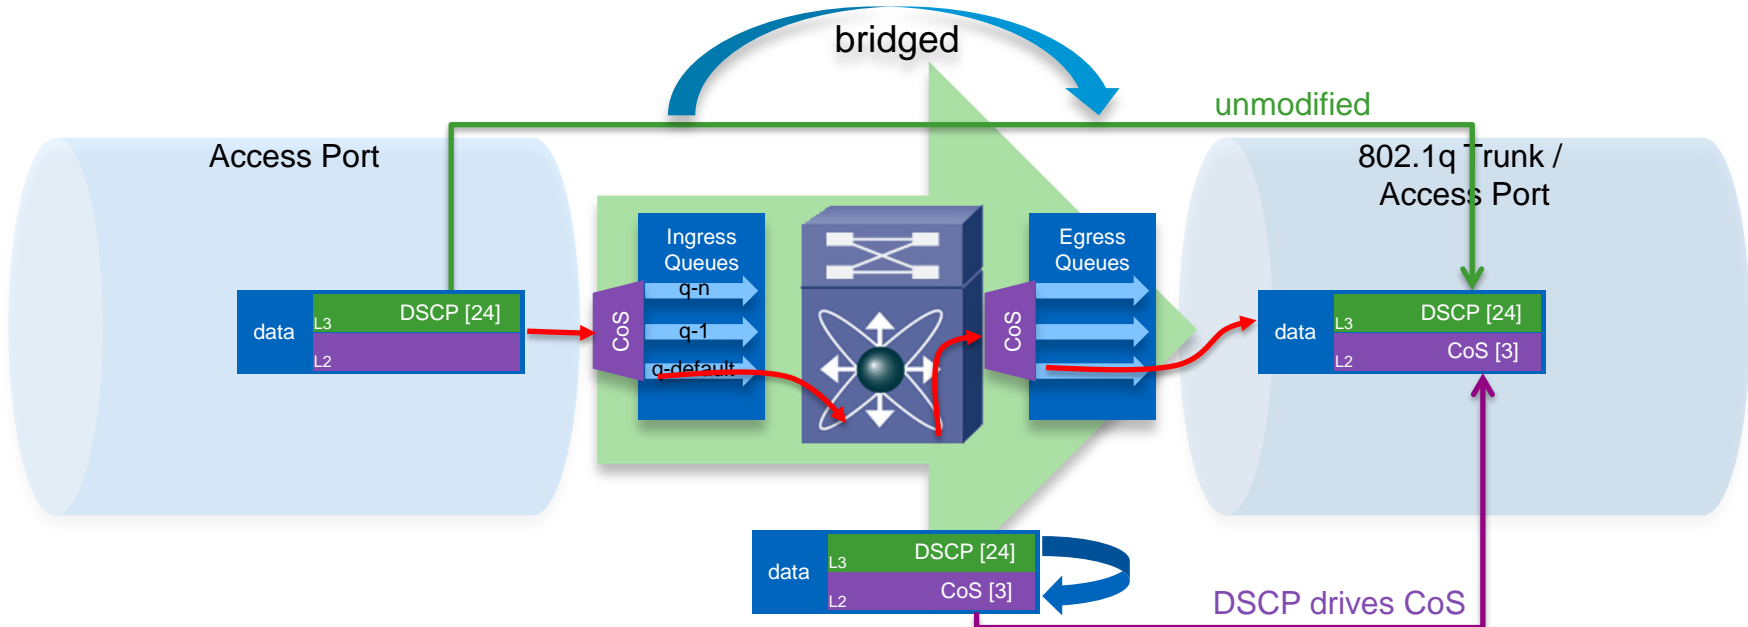 bridged
unmodified
Access Port
802.1q Trunk /
Access Port
Ingress
Queues
q-n
q-1
q-default
CoS
Egress
Queues
CoS
data
L3
DSCP [24]
L2
data
L3
DSCP [24]
L2
CoS [3]
data
L3
DSCP [24]
L2
CoS [3]
DSCP drives CoS